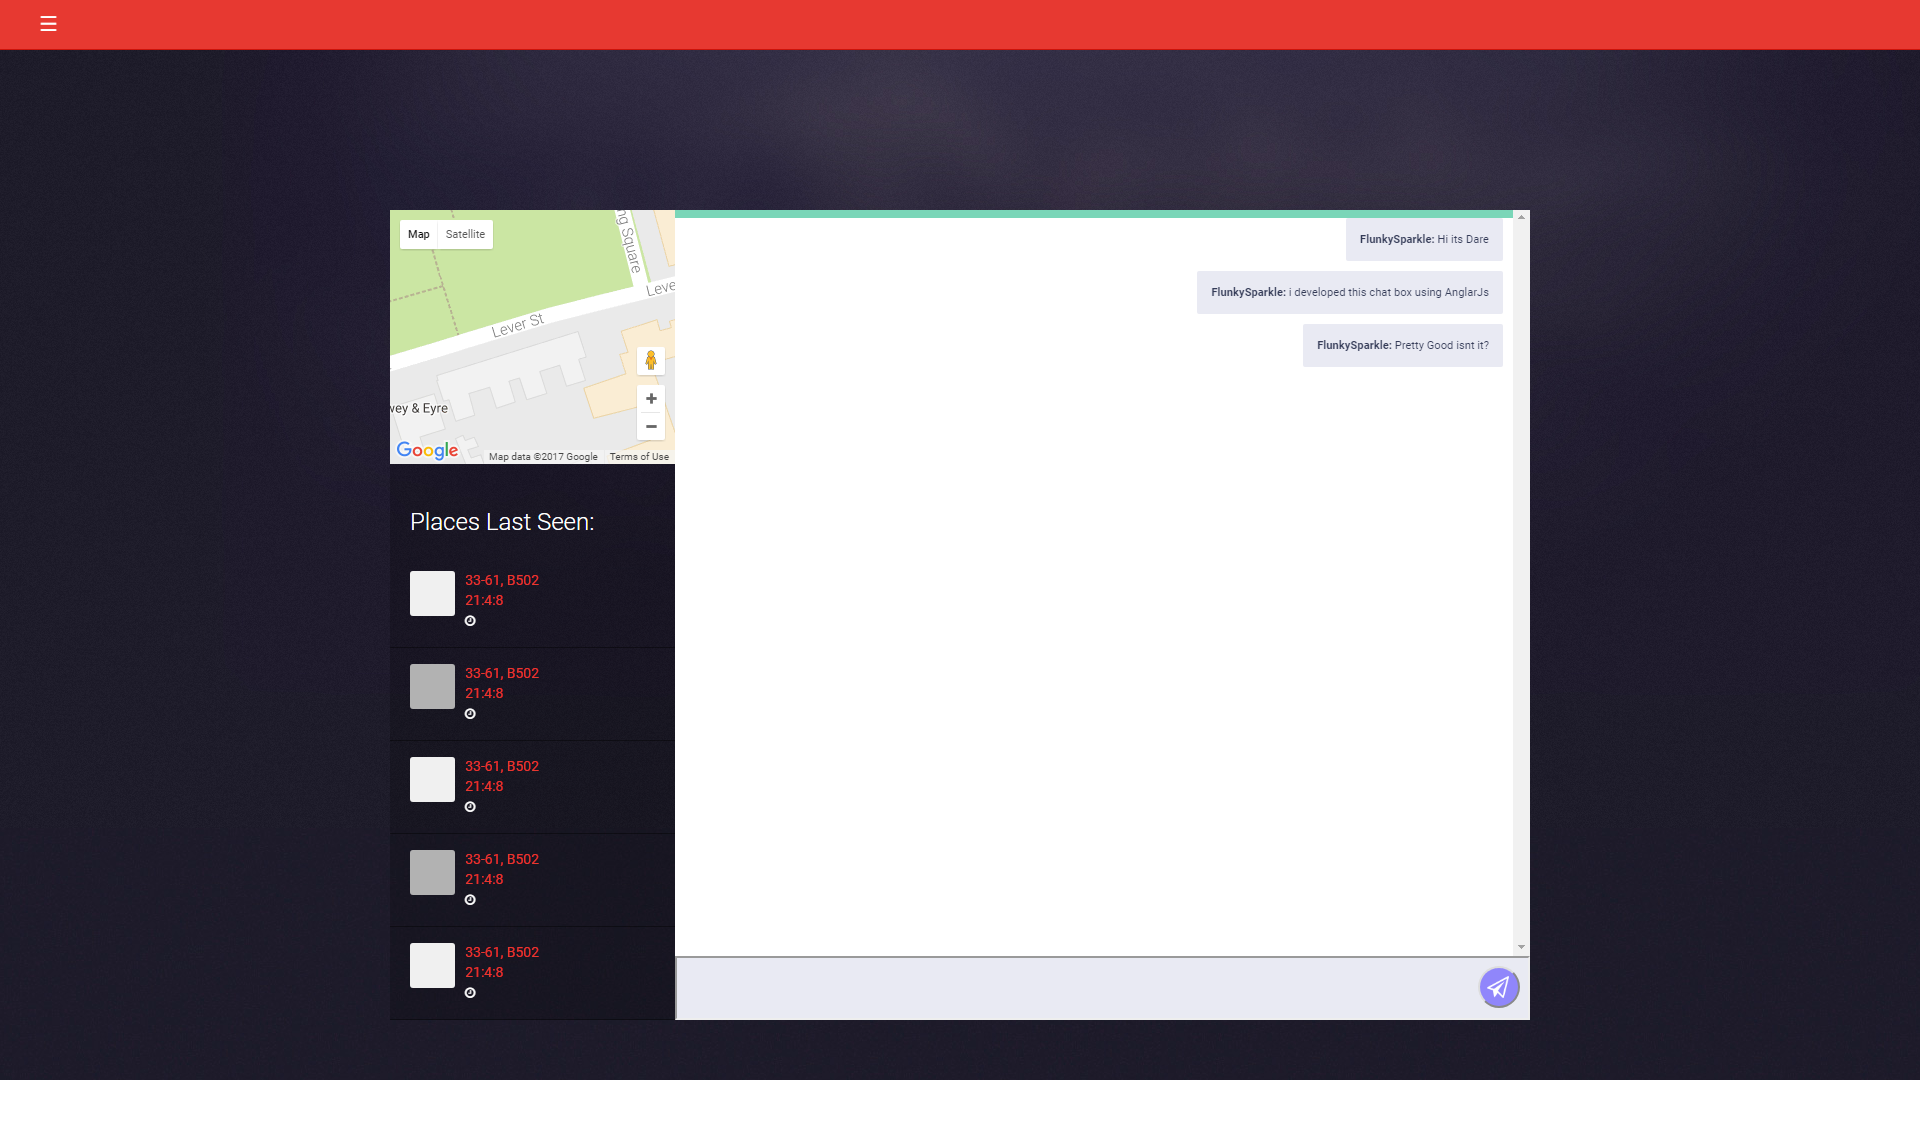 Map Satellite
ng Square
Leve
Lever St
vey & Eyre
Google
Map data ©2017 Google Terms of Use
Places Last Seen:
33-61, B502
21:4:8
33-61, B502
21:4:8
33-61, B502
21:4:8
33-61, B502
21:4:8
33-61, B502
21:4:8
FlunkySparkle: Hi its Dare
FlunkySparkle: i developed this chat box using AnglarJs
FlunkySparkle: Pretty Good isnt it?